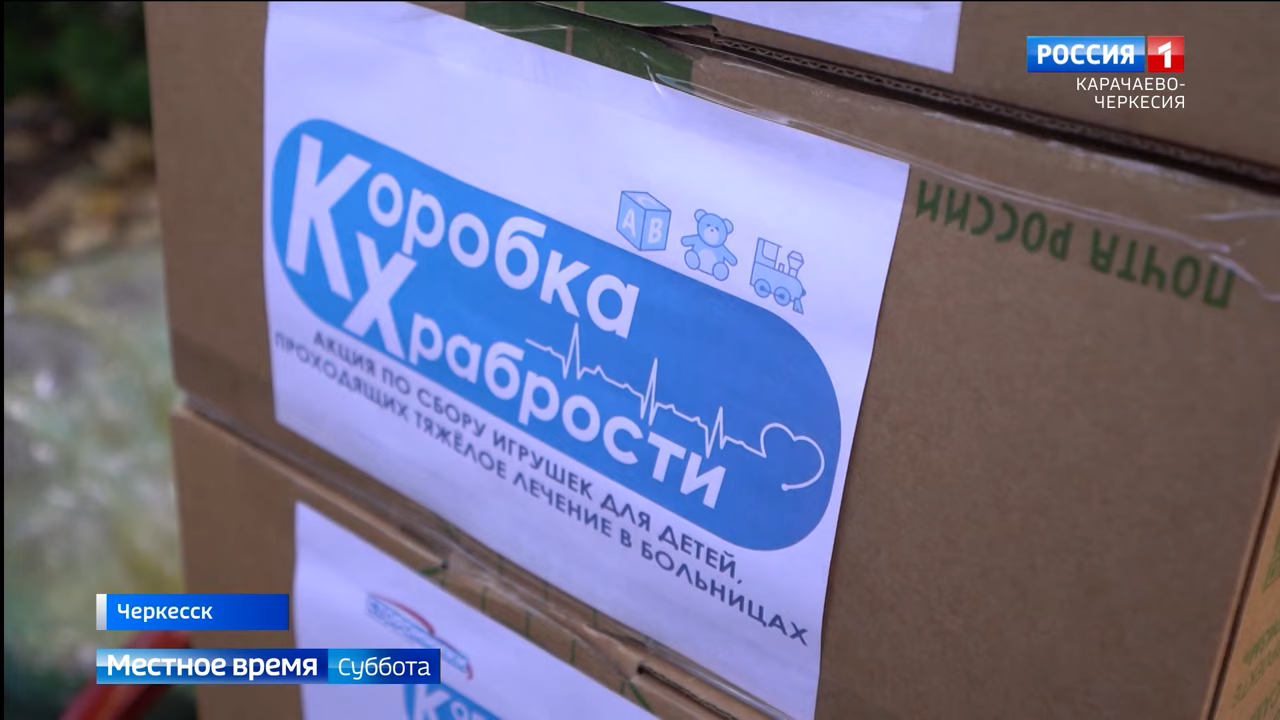 РОССИЯ 1
КАРАЧАЕВО-
ЧЕРКЕСИЯ
ПОЧТА РОССИИ
AB
Коробка
Храбрости
АКЦИЯ ПО СБОРУ ИГРУШЕК ДЛЯ ДЕТЕЙ,
ПРОХОДЯЩИХ ТЯЖЁЛОЕ ЛЕЧЕНИЕ В БОЛЬНИЦАХ
Черкесск
Местное время Суббота